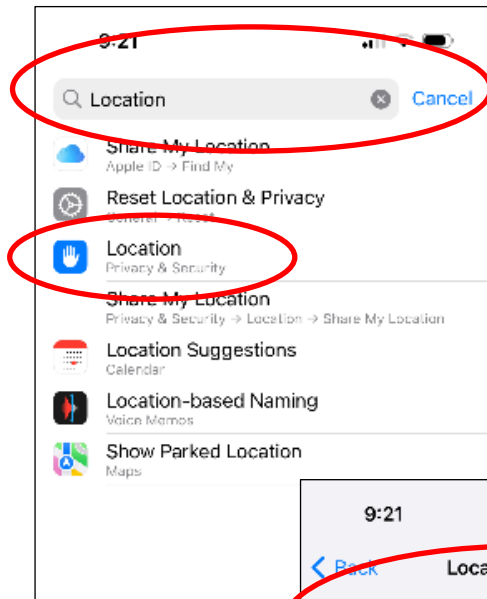 9:21
Location
Cancel
Share My Location
Apple ID → Find My
Reset Location & Privacy
General → Reset
Location
Privacy & Security
Share My Location
Privacy & Security → Location → Share My Location
Location Suggestions
Calendar
Location-based Naming
Voice Memos
Show Parked Location
Maps
9:21
Back
Loca